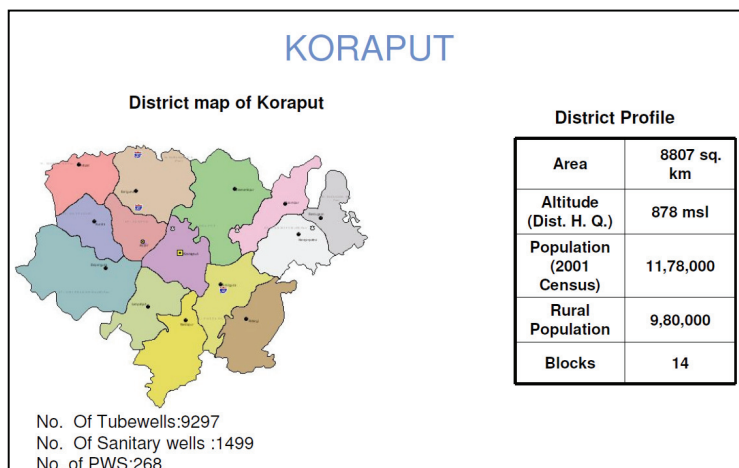 KORAPUT
District map of Koraput
District Profile
Area
8807 sq.
km
Altitude
(Dist. H. Q.)
878 msl
Population
(2001
Census)
11,78,000
Rural
Population
9,80,000
Blocks
14
No. Of Tubewells:9297
No. Of Sanitary wells :1499
No. of PWS:268